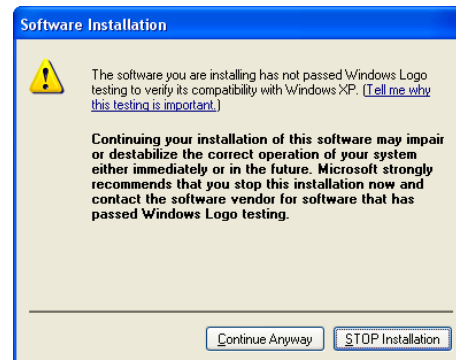 Software Installation
The software you are installing has not passed Windows Logo
testing to verify its compatibility with Windows XP. (Tell me why
this testing is important.)
Continuing your installation of this software may impair
or destabilize the correct operation of your system
either immediately or in the future. Microsoft strongly
recommends that you stop this installation now and
contact the software vendor for software that has
passed Windows Logo testing.
Continue Anyway STOP Installation